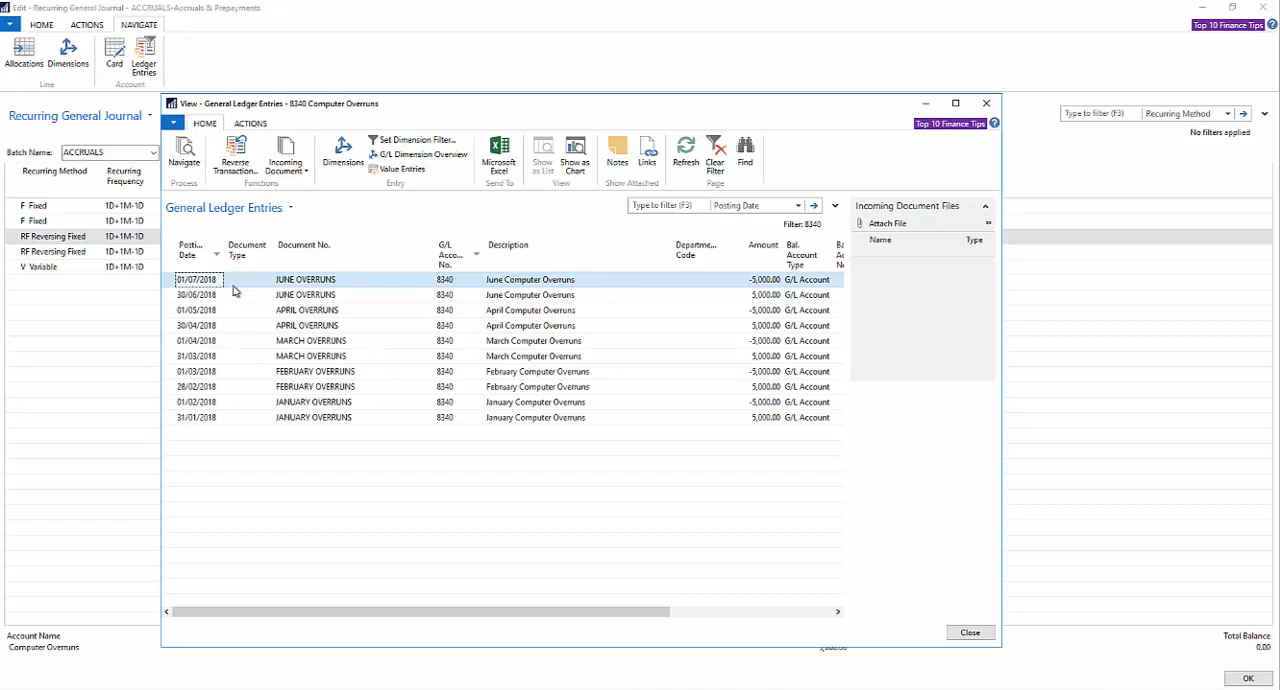 Edit - Recurring General Journal - ACCRUALS-Accruals & Prepayments
HOME ACTIONS NAVIGATE
Top 10 Finance Tips
Allocations Dimensions Card Ledger Entries
Line Account
Recurring General Journal
Type to filter (F3) Recurring Method
No filters applied
Batch Name: ACCRUALS
Recurring Method Recurring Frequency
F Fixed 1D+1M-1D
F Fixed 1D+1M-1D
RF Reversing Fixed 1D+1M-1D
RF Reversing Fixed 1D+1M-1D
V Variable 1D+1M-1D
View - General Ledger Entries - 8340 Computer Overruns
HOME ACTIONS
Top 10 Finance Tips
Navigate Reverse Transaction... Incoming Document Dimensions Set Dimension Filter... G/L Dimension Overview Value Entries Microsoft Excel Show as List Show as Chart Notes Links Refresh Clear Filter Find
Process Functions Entry Send To View Show Attached Page
General Ledger Entries
Type to filter (F3) Posting Date
Filter: 8340
Incoming Document Files
Attach File
Name Type
Posti... Date Document Type Document No. G/L Acco... No. Description Departme... Code Amount Bal. Account Type Ba Ac N
01/07/2018 JUNE OVERRUNS 8340 June Computer Overruns -5,000.00 G/L Account
30/06/2018 JUNE OVERRUNS 8340 June Computer Overruns 5,000.00 G/L Account
01/05/2018 APRIL OVERRUNS 8340 April Computer Overruns -5,000.00 G/L Account
30/04/2018 APRIL OVERRUNS 8340 April Computer Overruns 5,000.00 G/L Account
01/04/2018 MARCH OVERRUNS 8340 March Computer Overruns -5,000.00 G/L Account
31/03/2018 MARCH OVERRUNS 8340 March Computer Overruns 5,000.00 G/L Account
01/03/2018 FEBRUARY OVERRUNS 8340 February Computer Overruns -5,000.00 G/L Account
28/02/2018 FEBRUARY OVERRUNS 8340 February Computer Overruns 5,000.00 G/L Account
01/02/2018 JANUARY OVERRUNS 8340 January Computer Overruns -5,000.00 G/L Account
31/01/2018 JANUARY OVERRUNS 8340 January Computer Overruns 5,000.00 G/L Account
Close
Account Name
Computer Overruns
Total Balance
0.00
OK